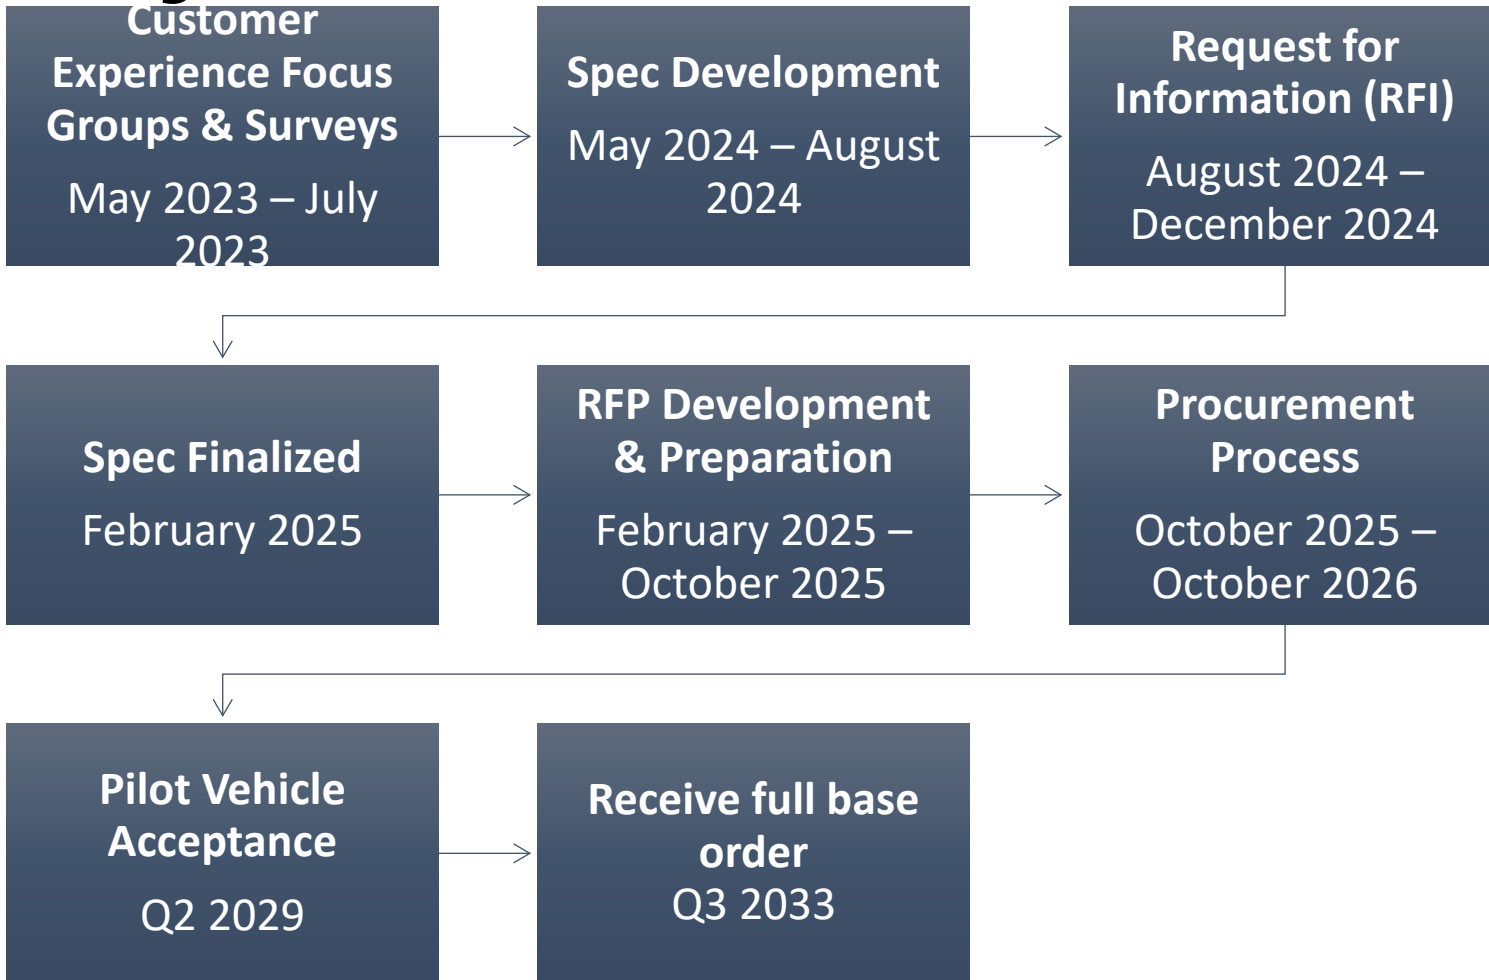 Customer
Experience Focus
Groups & Surveys
May 2023 – July
2023
Spec Development
May 2024 – August
2024
Request for
Information (RFI)
August 2024 –
December 2024
Spec Finalized
February 2025
RFP Development
& Preparation
February 2025 –
October 2025
Procurement
Process
October 2025 –
October 2026
Pilot Vehicle
Acceptance
Q2 2029
Receive full base
order
Q3 2033